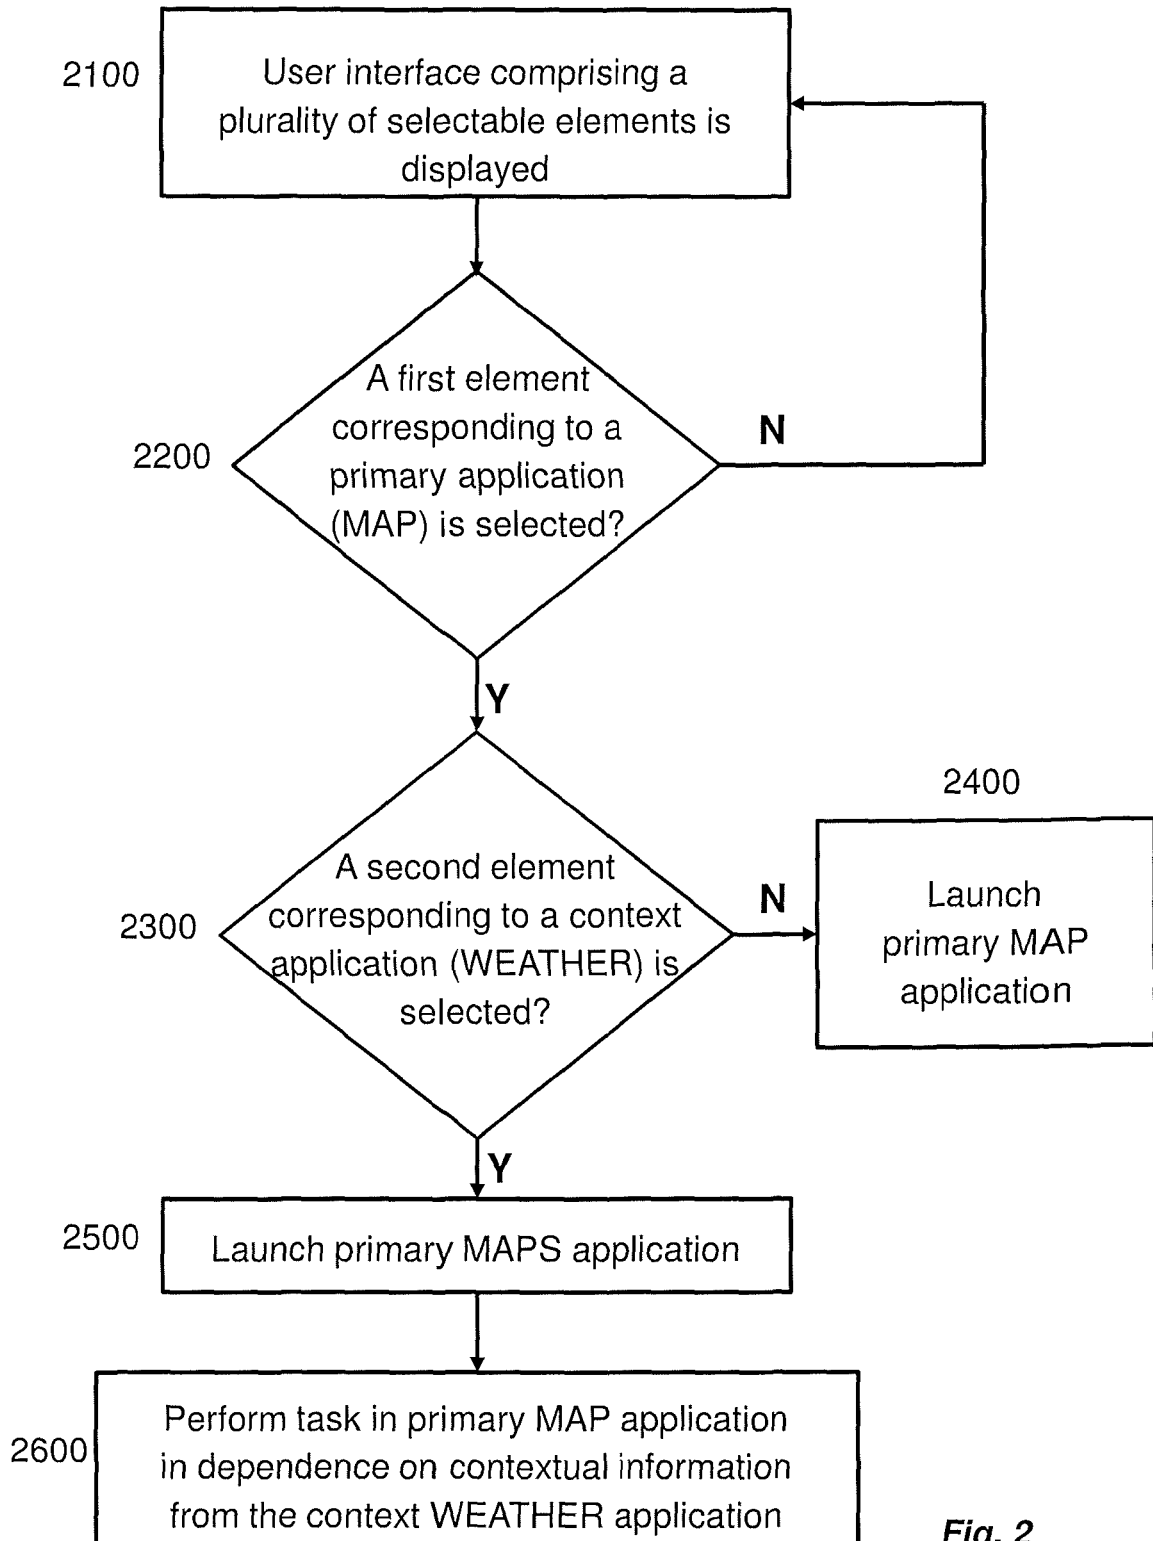 2100
User interface comprising a
plurality of selectable elements is
displayed
A first element
corresponding to a
primary application
(MAP) is selected?
2200
N
Y
A second element
corresponding to a context
application (WEATHER) is
selected?
2300
N
2400
Launch
primary MAP
application
Y
2500
Launch primary MAPS application
2600
Perform task in primary MAP application
in dependence on contextual information
from the context WEATHER application
Fig. 2